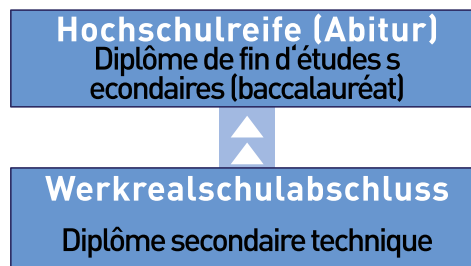 Hochschulreife (Abitur)
Diplôme de fin d‘études s
econdaires (baccalauréat)
Werkrealschulabschluss
Diplôme secondaire technique